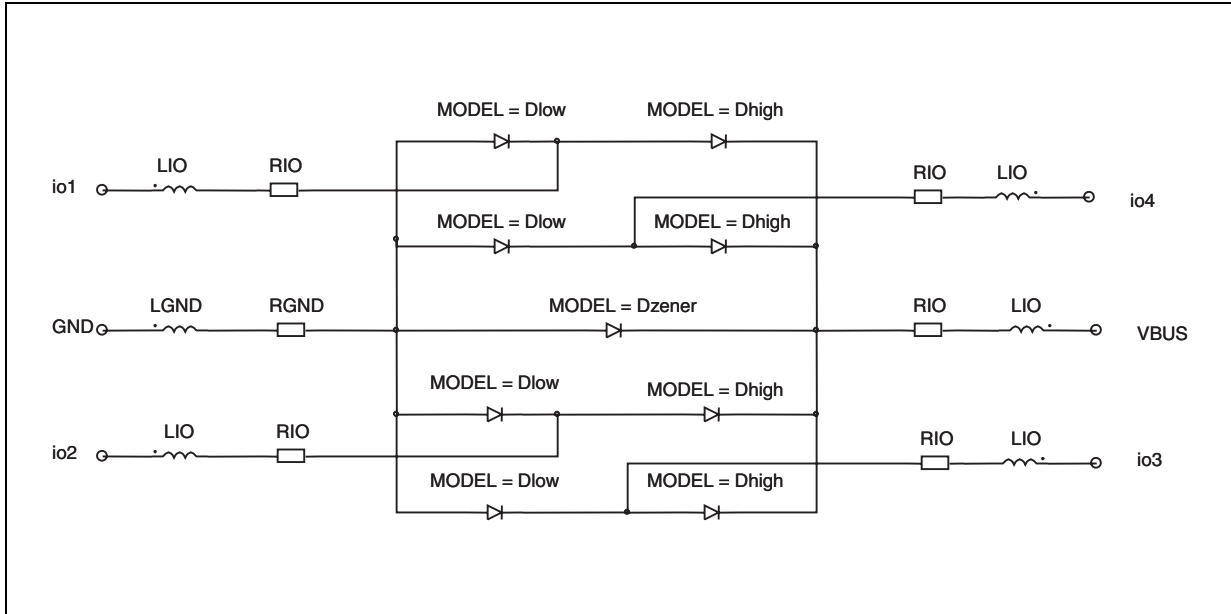 MODEL = Dlow MODEL = Dhigh
LIO RIO
io1
RIO LIO
io4
MODEL = Dlow MODEL = Dhigh
LGND RGND MODEL = Dzener RIO LIO
GND
VBUS
MODEL = Dlow MODEL = Dhigh
LIO RIO
io2
RIO LIO
io3
MODEL = Dlow MODEL = Dhigh